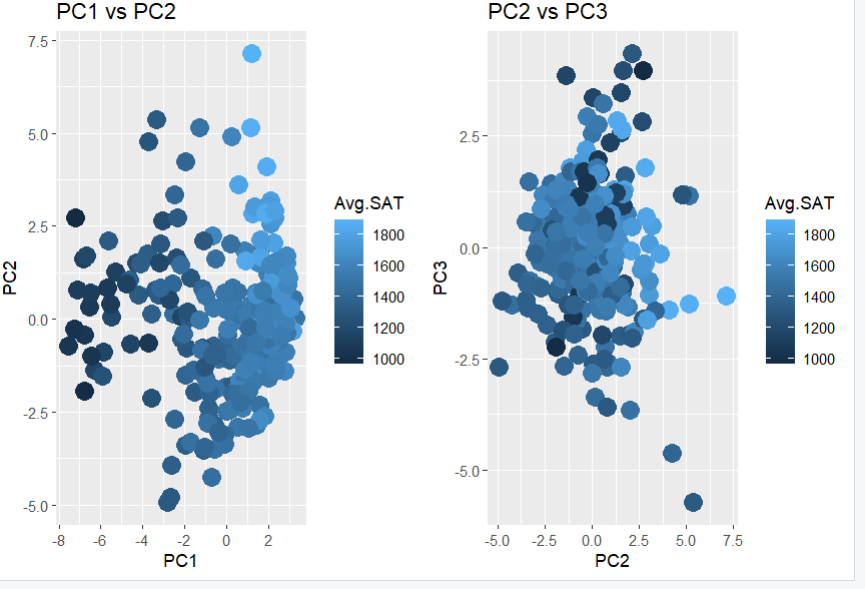 PC1 vs PC2
7.5
5.0
2.5
0.0
-2.5
-5.0
PC2
-8 -6 -4 -2 0 2
PC1
Avg.SAT
1800
1600
1400
1200
1000
PC2 vs PC3
2.5
0.0
-2.5
-5.0
PC3
-5.0 -2.5 0.0 2.5 5.0 7.5
PC2
Avg.SAT
1800
1600
1400
1200
1000